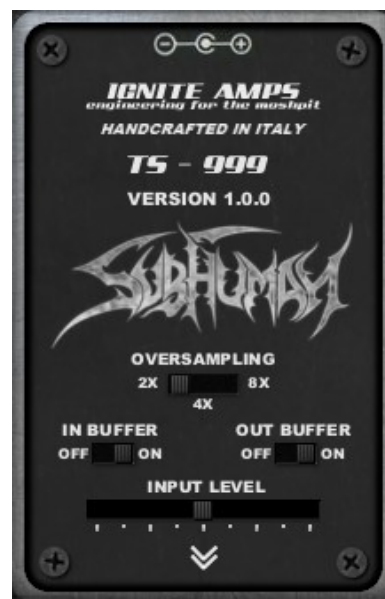 IGNITE AMPS
engineering for the moshpit
HANDCRAFTED IN ITALY
TS - 999
VERSION 1.0.0
SUBHUMAN
OVERSAMPLING
2X 8X
4X
IN BUFFER OUT BUFFER
OFF ON OFF ON
INPUT LEVEL